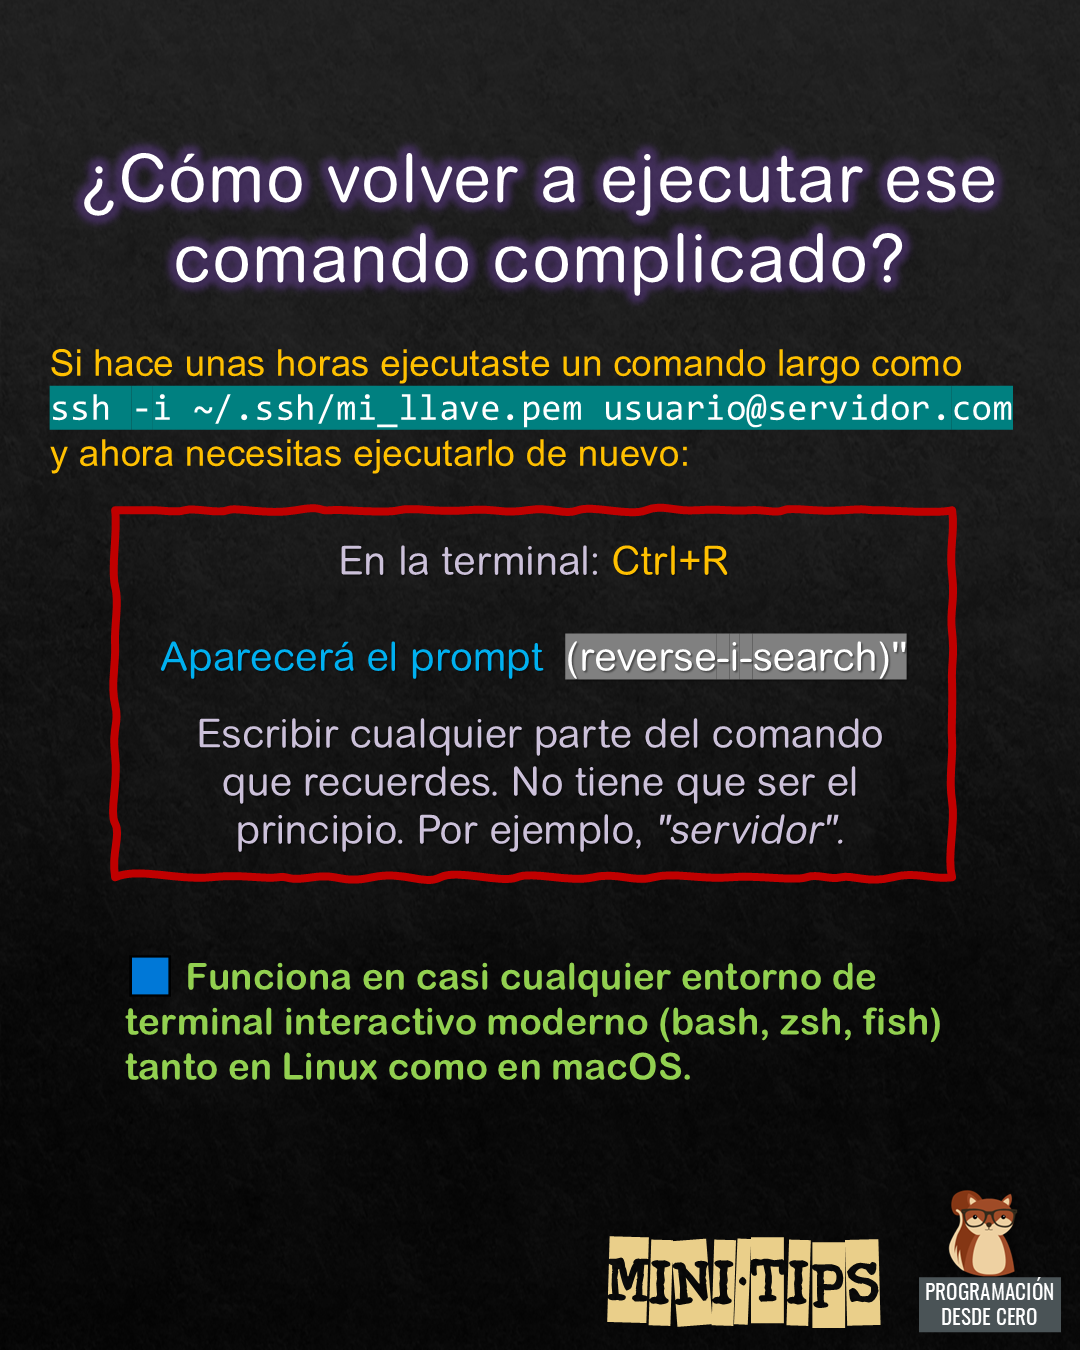 ¿Cómo volver a ejecutar ese
comando complicado?
Si hace unas horas ejecutaste un comando largo como
ssh -i ~/.ssh/mi_llave.pem usuario@servidor.com
y ahora necesitas ejecutarlo de nuevo:
En la terminal: Ctrl+R
Aparecerá el prompt (reverse-i-search)"
Escribir cualquier parte del comando
que recuerdes. No tiene que ser el
principio. Por ejemplo, "servidor".
Funciona en casi cualquier entorno de
terminal interactivo moderno (bash, zsh, fish)
tanto en Linux como en macOS.
MINI·TIPS
PROGRAMACIÓN
DESDE CERO